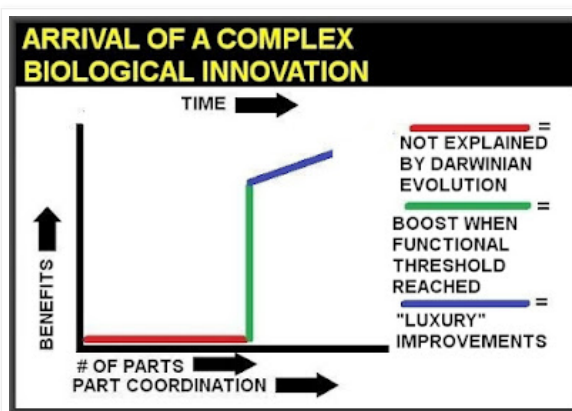 ARRIVAL OF A COMPLEX
BIOLOGICAL INNOVATION
TIME
BENEFITS
# OF PARTS
PART COORDINATION
=
NOT EXPLAINED
BY DARWINIAN
EVOLUTION
=
BOOST WHEN
FUNCTIONAL
THRESHOLD
REACHED
=
"LUXURY"
IMPROVEMENTS